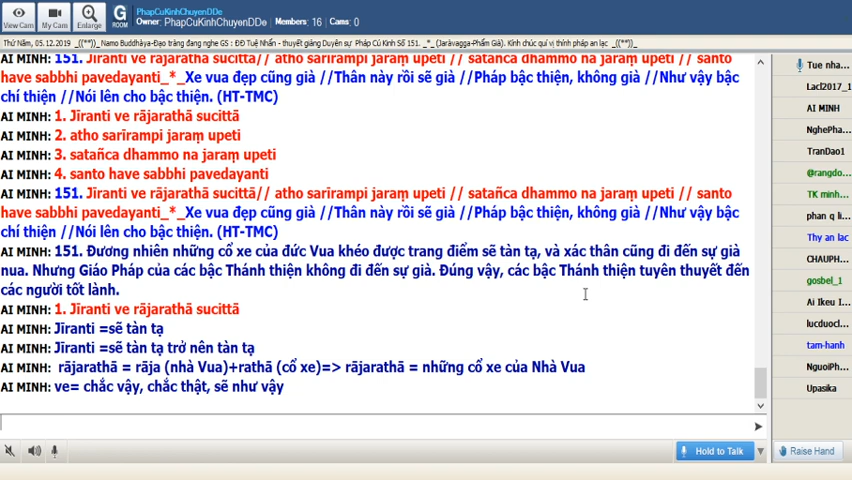 View Cam
My Cam
Enlarge
G
ROOM
PhapCuKinhChuyenDDe
Owner: PhapCuKinhChuyenDDe Members: 16 Cams: 0
Thứ Năm, 05.12.2019 _((**))_ Namo Buddhàya-Đạo tràng đang nghe GS : ĐĐ Tuệ Nhẫn - thuyết giảng Duyên sự Pháp Cú Kinh Số 151. _*_ (Jaràvagga-Phẩm Già). Kính chúc quí vị thính pháp an lạc _((**))_
151. Jīranti ve rājarathā sucittā// atho sarīrampi jaraṃ upeti // satañca dhammo na jaraṃ upeti // santo
have sabbhi pavedayanti_*_Xe vua đẹp cũng già //Thân này rồi sẽ già //Pháp bậc thiện, không già //Như vậy bậc
chí thiện //Nói lên cho bậc thiện. (HT-TMC)
AI MINH: 1. Jīranti ve rājarathā sucittā
AI MINH: 2. atho sarīrampi jaraṃ upeti
AI MINH: 3. satañca dhammo na jaraṃ upeti
AI MINH: 4. santo have sabbhi pavedayanti
AI MINH: 151. Jīranti ve rājarathā sucittā// atho sarīrampi jaraṃ upeti // satañca dhammo na jaraṃ upeti // santo
have sabbhi pavedayanti_*_Xe vua đẹp cũng già //Thân này rồi sẽ già //Pháp bậc thiện, không già //Như vậy bậc
chí thiện //Nói lên cho bậc thiện. (HT-TMC)
AI MINH: 151. Đương nhiên những cổ xe của đức Vua khéo được trang điểm sẽ tàn tạ, và xác thân cũng đi đến sự già
nua. Nhưng Giáo Pháp của các bậc Thánh thiện không đi đến sự già. Đúng vậy, các bậc Thánh thiện tuyên thuyết đến
các người tốt lành.
AI MINH: 1. Jīranti ve rājarathā sucittā
AI MINH: Jīranti =sẽ tàn tạ
AI MINH: Jīranti =sẽ tàn tạ trở nên tàn tạ
AI MINH: rājarathā = rāja (nhà Vua)+rathā (cổ xe)=> rājarathā = những cổ xe của Nhà Vua
AI MINH: ve= chắc vậy, chắc thật, sẽ như vậy
Hold to Talk
Raise Hand
Tue nha...
Lacl2017_1
AI MINH
NghePha...
TranDao1
@rangdo...
TK minh...
phan q li
Thy an lac
CHAUPH...
gosbel_1
Ai Ikeu I...
lucduocl...
tam-hanh
NguoiPh...
Upasika